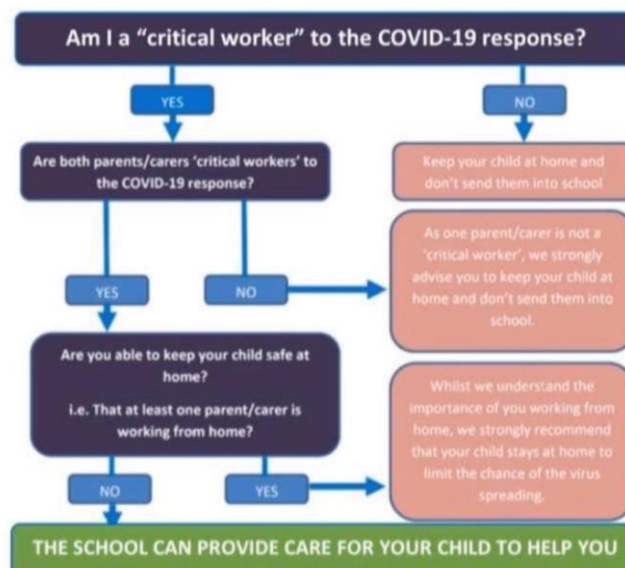 Am I a “critical worker” to the COVID-19 response?
YES
NO
Are both parents/carers ‘critical workers’ to
the COVID-19 response?
Keep your child at home and
don’t send them into school
As one parent/carer is not a
‘critical worker’, we strongly
advise you to keep your child at
home and don’t send them into
school.
YES
NO
Are you able to keep your child safe at
home?
i.e. That at least one parent/carer is
working from home?
Whilst we understand the
importance of you working from
home, we strongly recommend
that your child stays at home to
limit the chance of the virus
spreading.
NO
YES
THE SCHOOL CAN PROVIDE CARE FOR YOUR CHILD TO HELP YOU